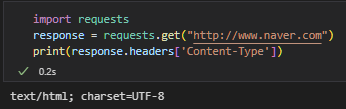 import requests
response = requests.get("http://www.naver.com")
print(response.headers['Content-Type'])
✓ 0.2s
text/html; charset=UTF-8